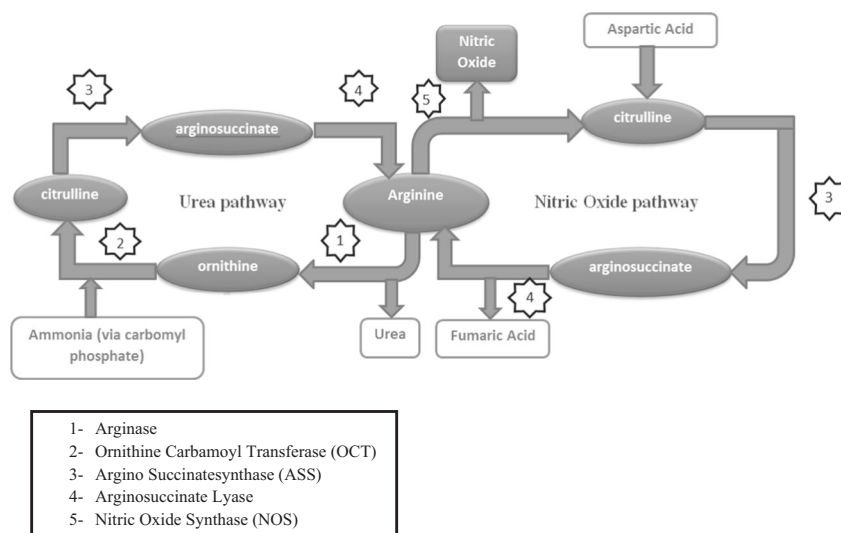 Nitric
Oxide
Aspartic Acid
3
4
5
arginosuccinate
citrulline
citrulline
Urea pathway
Arginine
Nitric Oxide pathway
3
2
1
ornithine
arginosuccinate
4
Ammonia (via carbomyl
phosphate)
Urea
Fumaric Acid
1- Arginase
2- Ornithine Carbamoyl Transferase (OCT)
3- Argino Succinatesynthase (ASS)
4- Arginosuccinate Lyase
5- Nitric Oxide Synthase (NOS)